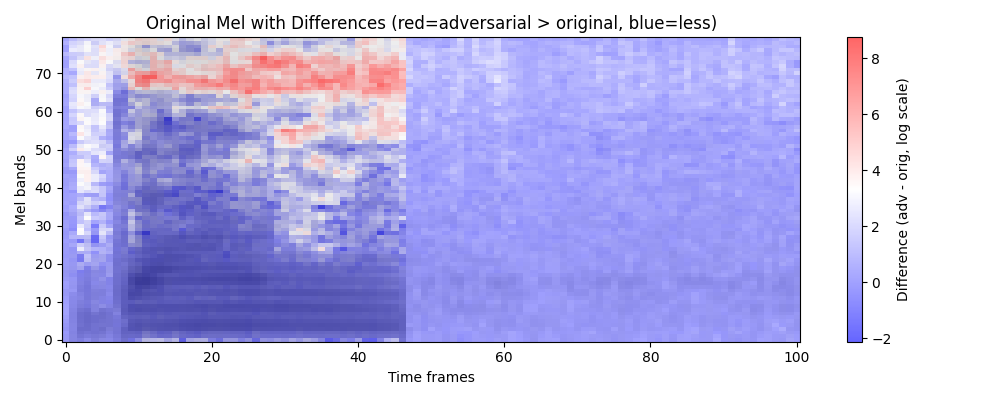 Original Mel with Differences (red=adversarial > original, blue=less)
Mel bands
70
60
50
40
30
20
10
0
0 20 40 60 80 100
Time frames
8
6
4
2
0
−2
Difference (adv - orig, log scale)